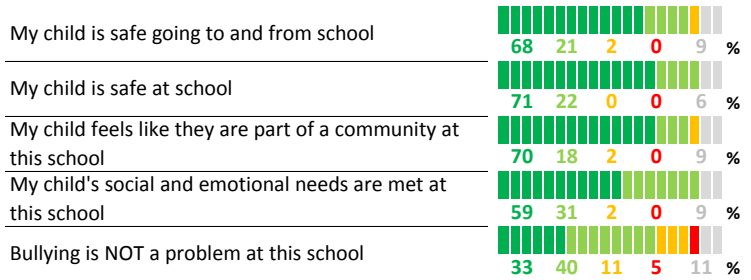 My child is safe going to and from school
68 21 2 0 9 %
My child is safe at school
71 22 0 0 6 %
My child feels like they are part of a community at
this school
70 18 2 0 9 %
My child's social and emotional needs are met at
this school
59 31 2 0 9 %
Bullying is NOT a problem at this school
33 40 11 5 11 %